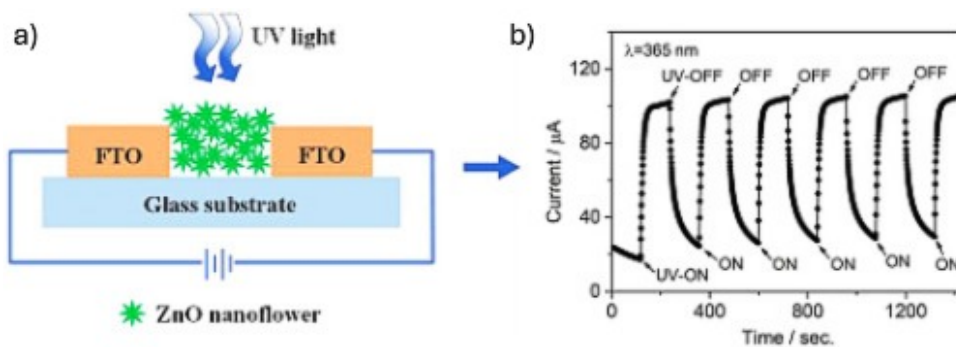 a)
UV light
FTO
FTO
Glass substrate
ZnO nanoflower
b)
λ=365 nm
UV-OFF
OFF
OFF
OFF
OFF
120
80
40
0
Current / μA
UV-ON
ON
ON
ON
ON
ON
0
400
800
1200
Time / sec.